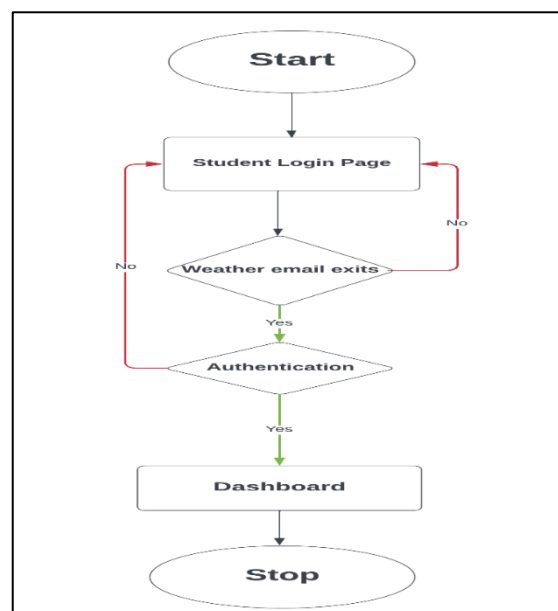 Start
Student Login Page
Weather email exits
No
No
Yes
Authentication
Yes
Dashboard
Stop